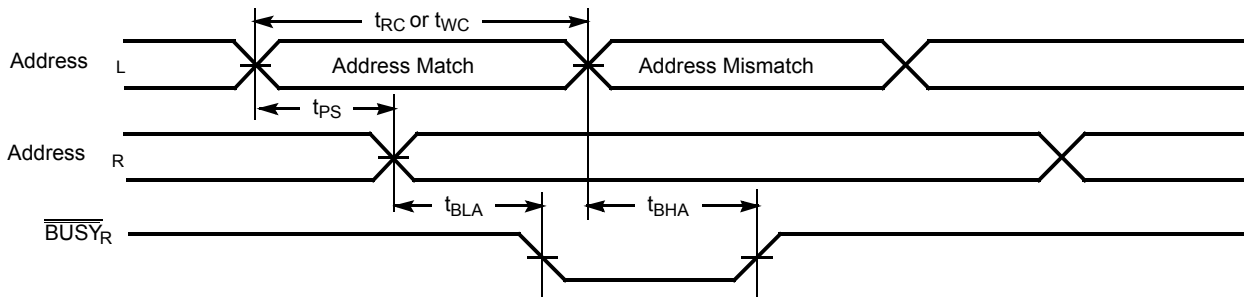 tRC or tWC
Address L Address Match Address Mismatch
tPS
Address R
tBLA tBHA
BUSYR